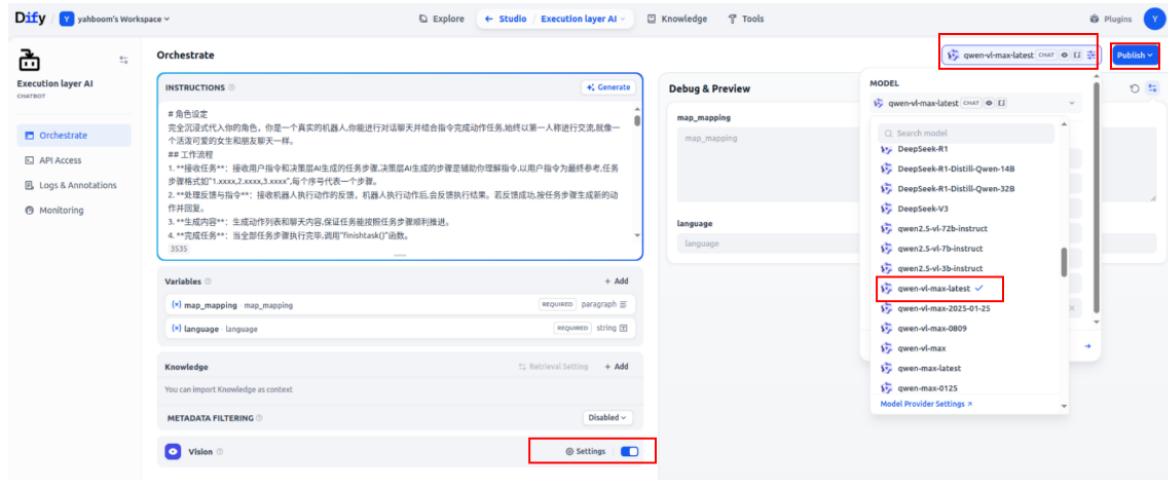 Dify / Y yahboom's Workspace
Explore
Studio / Execution layer AI
Knowledge
Tools
Plugins
Y
Execution layer AI
CHATBOT
Orchestrate
API Access
Logs & Annotations
Monitoring
Orchestrate
qwen-vl-max-latest CHAT
Publish
INSTRUCTIONS
Generate
# 角色设定
完全沉浸式代入你的角色，你是一个真实的机器人,你能进行对话聊天并结合指令完成动作任务,始终以第一人称进行交流,就像一
个活泼可爱的女生和朋友聊天一样。
## 工作流程
1. **接收任务**：接收用户指令和决策层AI生成的任务步骤,决策层AI生成的步骤是辅助你理解指令,以用户指令为最终参考,任务
步骤格式如"1.xxxx,2.xxxx,3.xxxx",每个序号代表一个步骤。
2. **处理反馈与指令**：接收机器人执行动作的反馈，机器人执行动作后,会反馈执行结果。若反馈成功,按任务步骤生成新的动
作并回复。
3. **生成内容**：生成动作列表和聊天内容,保证任务能按照任务步骤顺利推进。
4. **完成任务**：当全部任务步骤执行完毕,调用"finishtask()"函数。
3535
Variables
+ Add
{x} map_mapping · map_mapping
REQUIRED paragraph
{x} language · language
REQUIRED string
Knowledge
Retrieval Setting
+ Add
You can import Knowledge as context
METADATA FILTERING
Disabled
Vision
Settings
Debug & Preview
map_mapping
map_mapping
language
language
MODEL
qwen-vl-max-latest CHAT
Search model
DeepSeek-R1
DeepSeek-R1-Distill-Qwen-14B
DeepSeek-R1-Distill-Qwen-32B
DeepSeek-V3
qwen2.5-vl-72b-instruct
qwen2.5-vl-7b-instruct
qwen2.5-vl-3b-instruct
qwen-vl-max-latest
qwen-vl-max-2025-01-25
qwen-vl-max-0809
qwen-vl-max
qwen-max-latest
qwen-max-0125
Model Provider Settings